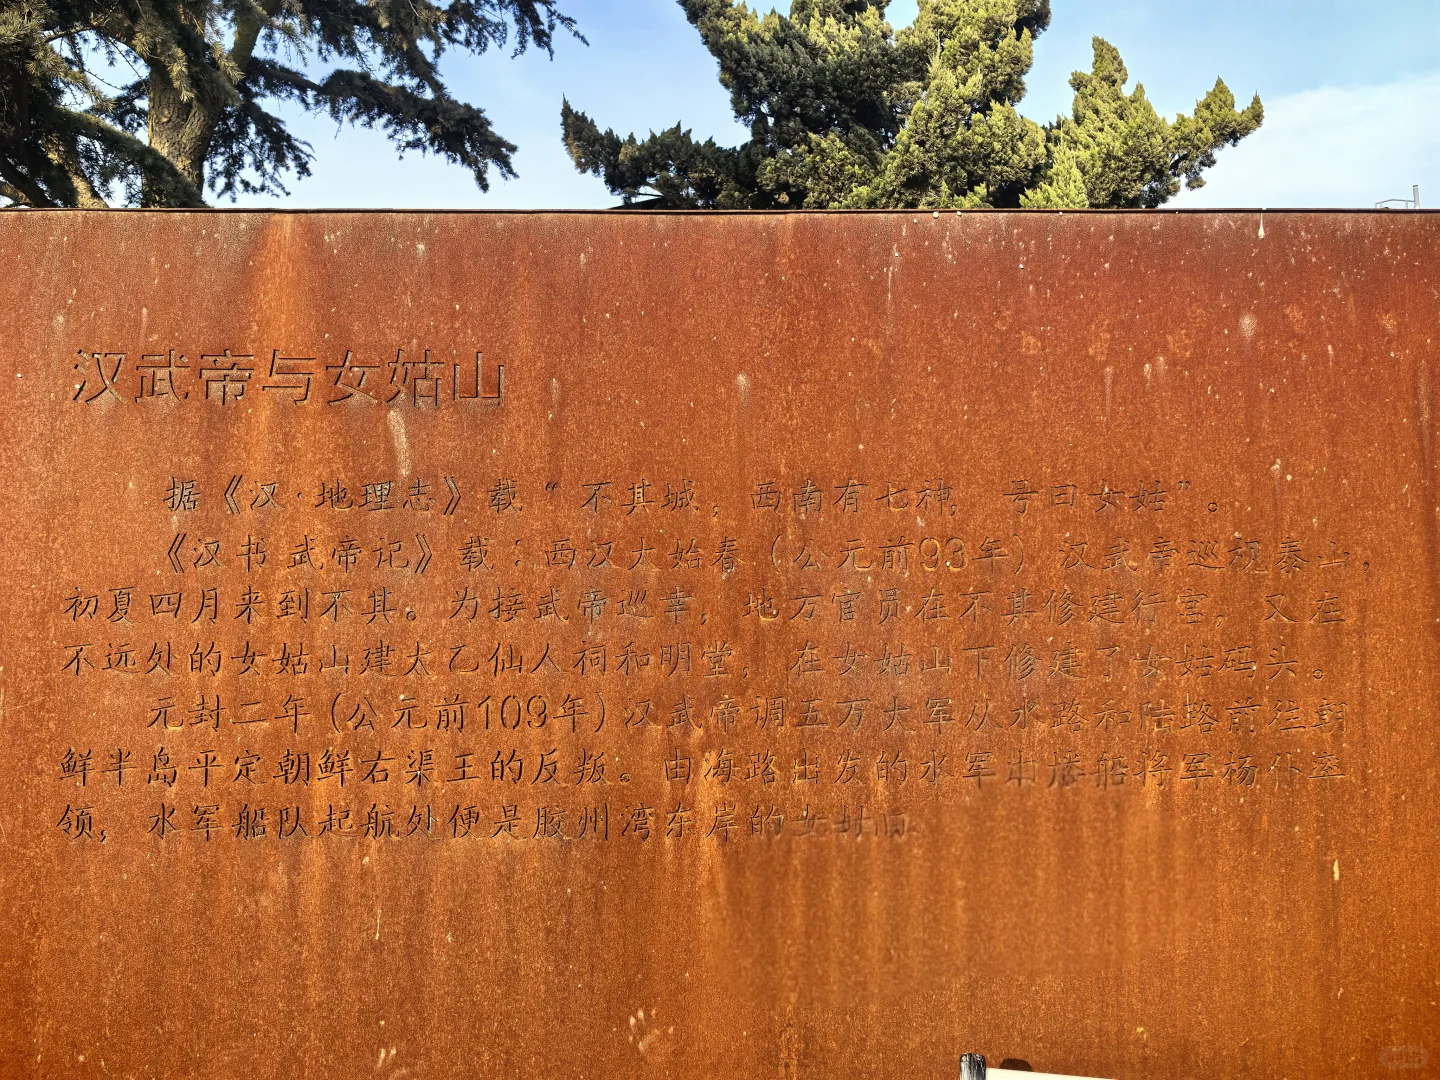 汉武帝与女姑山
据《汉·地理志》载“不其城，西南有七神，号曰女姑”。
《汉书 武帝记》载：西汉大始春（公元前93年）汉武帝巡视泰山，
初夏四月来到不其。为接武帝巡幸，地方官员在不其修建行宫，又在
不远处的女姑山建太乙仙人祠和明堂，在女姑山下修建了女姑码头。
元封二年(公元前109年)汉武帝调五万大军从水路和陆路前往朝
鲜半岛平定朝鲜右渠王的反叛。由海路出发的水军由楼船将军杨仆率
领，水军船队起航处便是胶州湾东岸的女姑